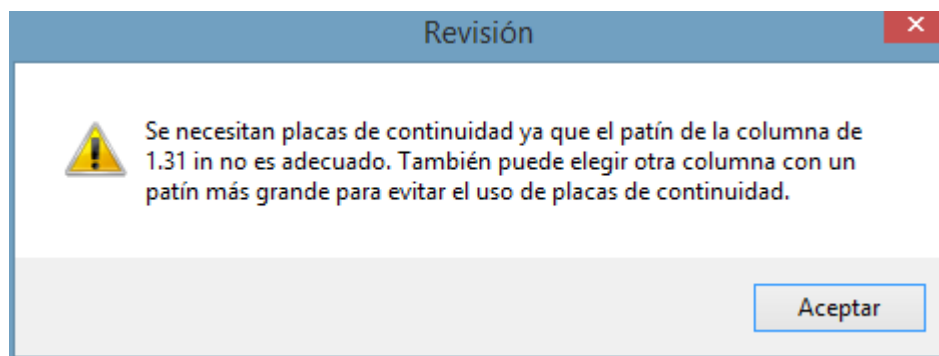 Revisión
Se necesitan placas de continuidad ya que el patín de la columna de
1.31 in no es adecuado. También puede elegir otra columna con un
patín más grande para evitar el uso de placas de continuidad.
Aceptar